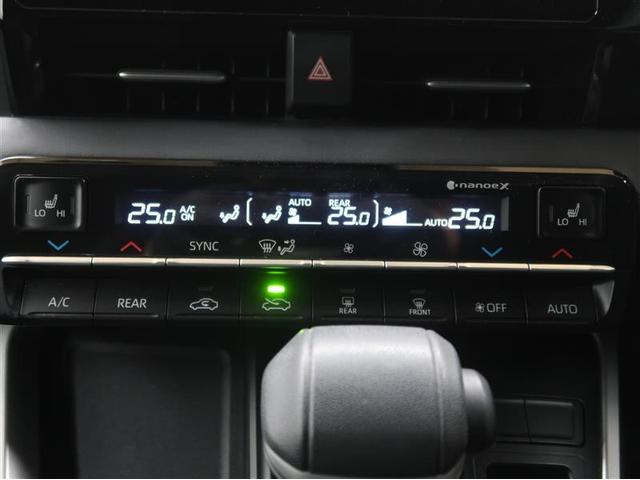 nanoeX
LO HI
25.0 A/C ON AUTO REAR 25.0 AUTO 25.0
LO HI
SYNC
A/C REAR REAR FRONT OFF AUTO